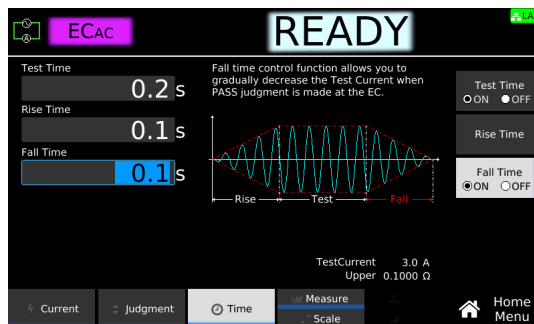 ECAC
READY
LA
Test Time
0.2 s
Rise Time
0.1 s
Fall Time
0.1 s
Fall time control function allows you to
gradually decrease the Test Current when
PASS judgment is made at the EC.
Rise
Test
Fall
TestCurrent 3.0 A
Upper 0.1000 Ω
Test Time
ON OFF
Rise Time
Fall Time
ON OFF
Current
Judgment
Time
Measure
Scale
Home
Menu